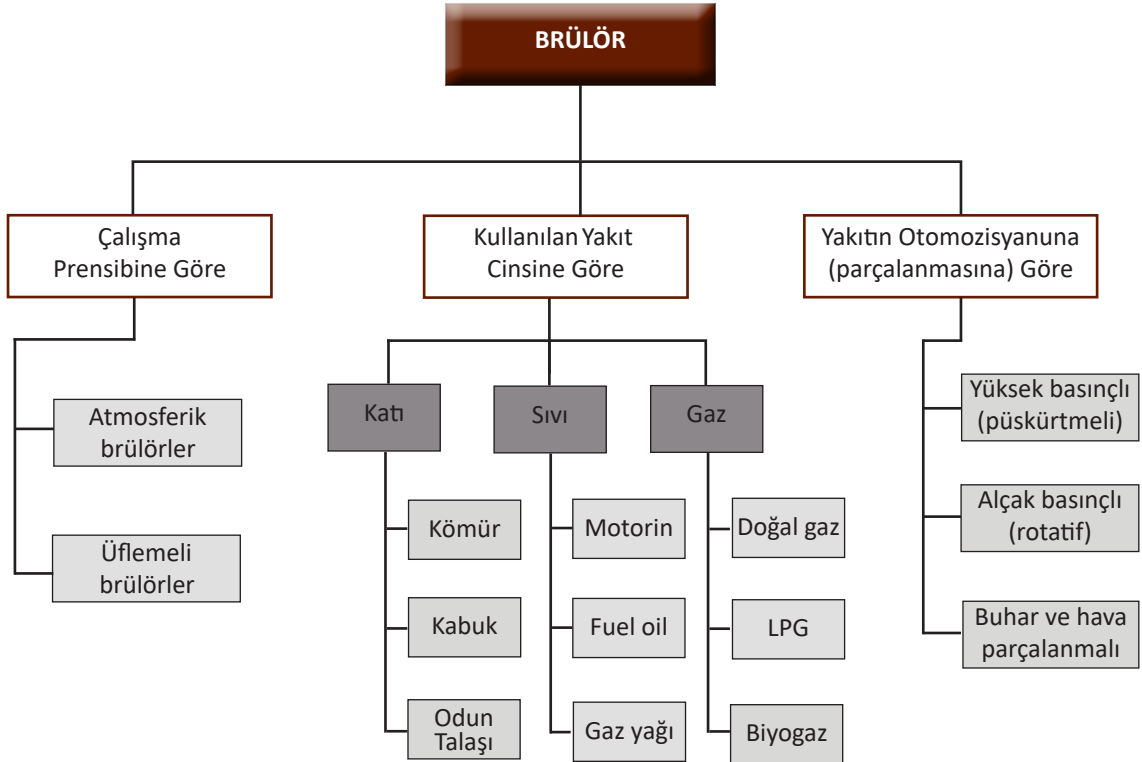 BRÜLÖR
Çalışma
Prensibine Göre
Kullanılan Yakıt
Cinsine Göre
Yakıtın Otomozisyanuna
(parçalanmasına) Göre
Atmosferik
brülörler
Üflemeli
brülörler
Katı
Sıvı
Gaz
Kömür
Kabuk
Odun
Talaşı
Motorin
Fuel oil
Gaz yağı
Doğal gaz
LPG
Biyogaz
Yüksek basınçlı
(püskürtmeli)
Alçak basınçlı
(rotatif)
Buhar ve hava
parçalanmalı